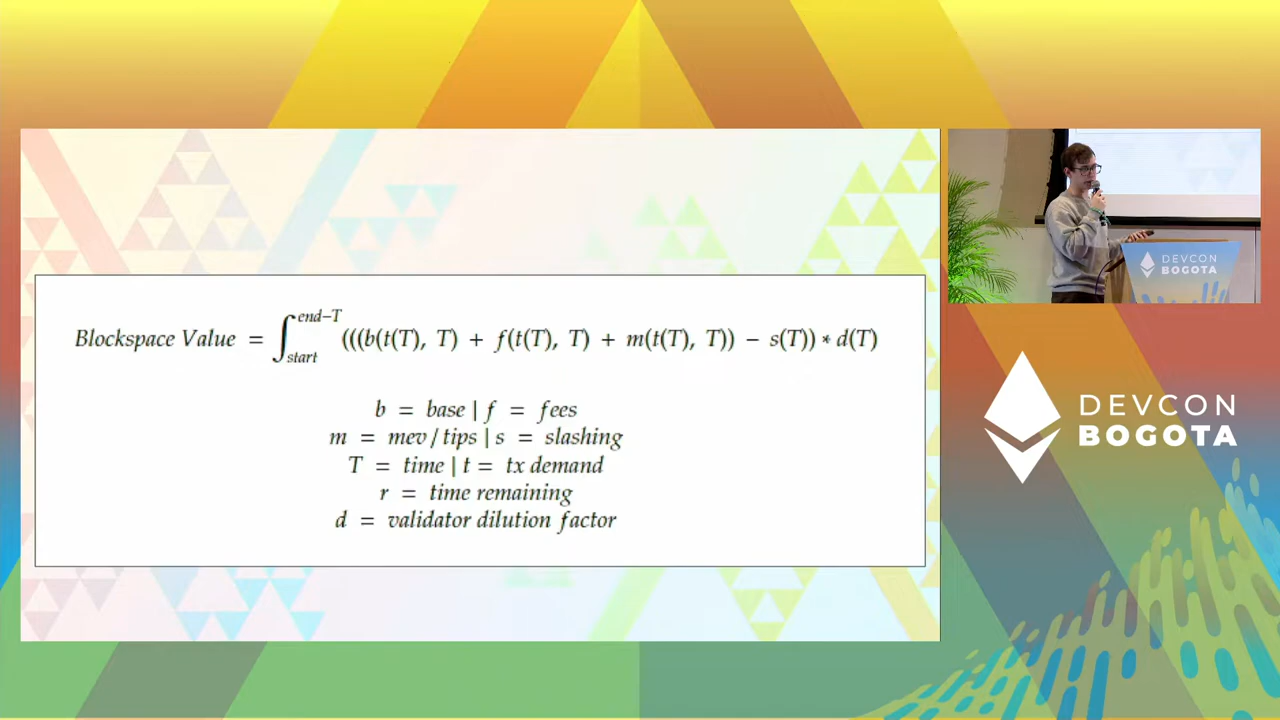 Blockspace Value = ∫ start end−T (((b(t(T), T) + f(t(T), T) + m(t(T), T)) − s(T)) * d(T)
b = base | f = fees
m = mev / tips | s = slashing
T = time | t = tx demand
r = time remaining
d = validator dilution factor
DEVCON
BOGOTA
DEVCON
BOGOTA